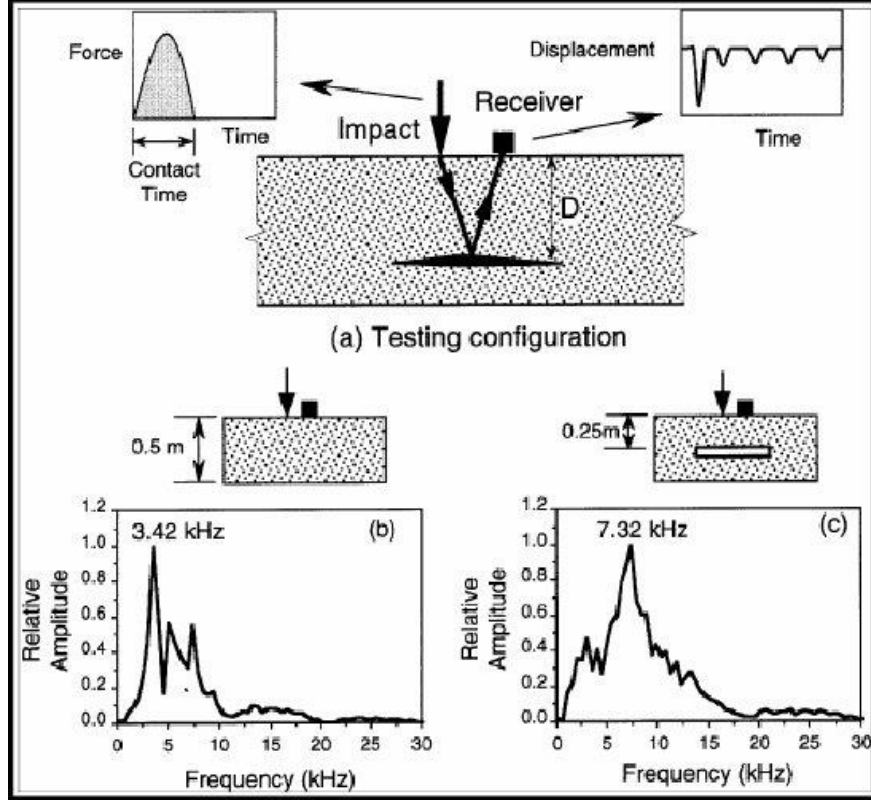 Force
Time
Contact
Time
Impact
Receiver
Displacement
Time
D
(a) Testing configuration
0.5 m
0.25m
3.42 kHz
(b)
1.2
1.0
0.8
0.6
0.4
0.2
0.0
Relative
Amplitude
0 5 10 15 20 25 30
Frequency (kHz)
7.32 kHz
(c)
1.2
1.0
0.8
0.6
0.4
0.2
0.0
Relative
Amplitude
0 5 10 15 20 25 30
Frequency (kHz)